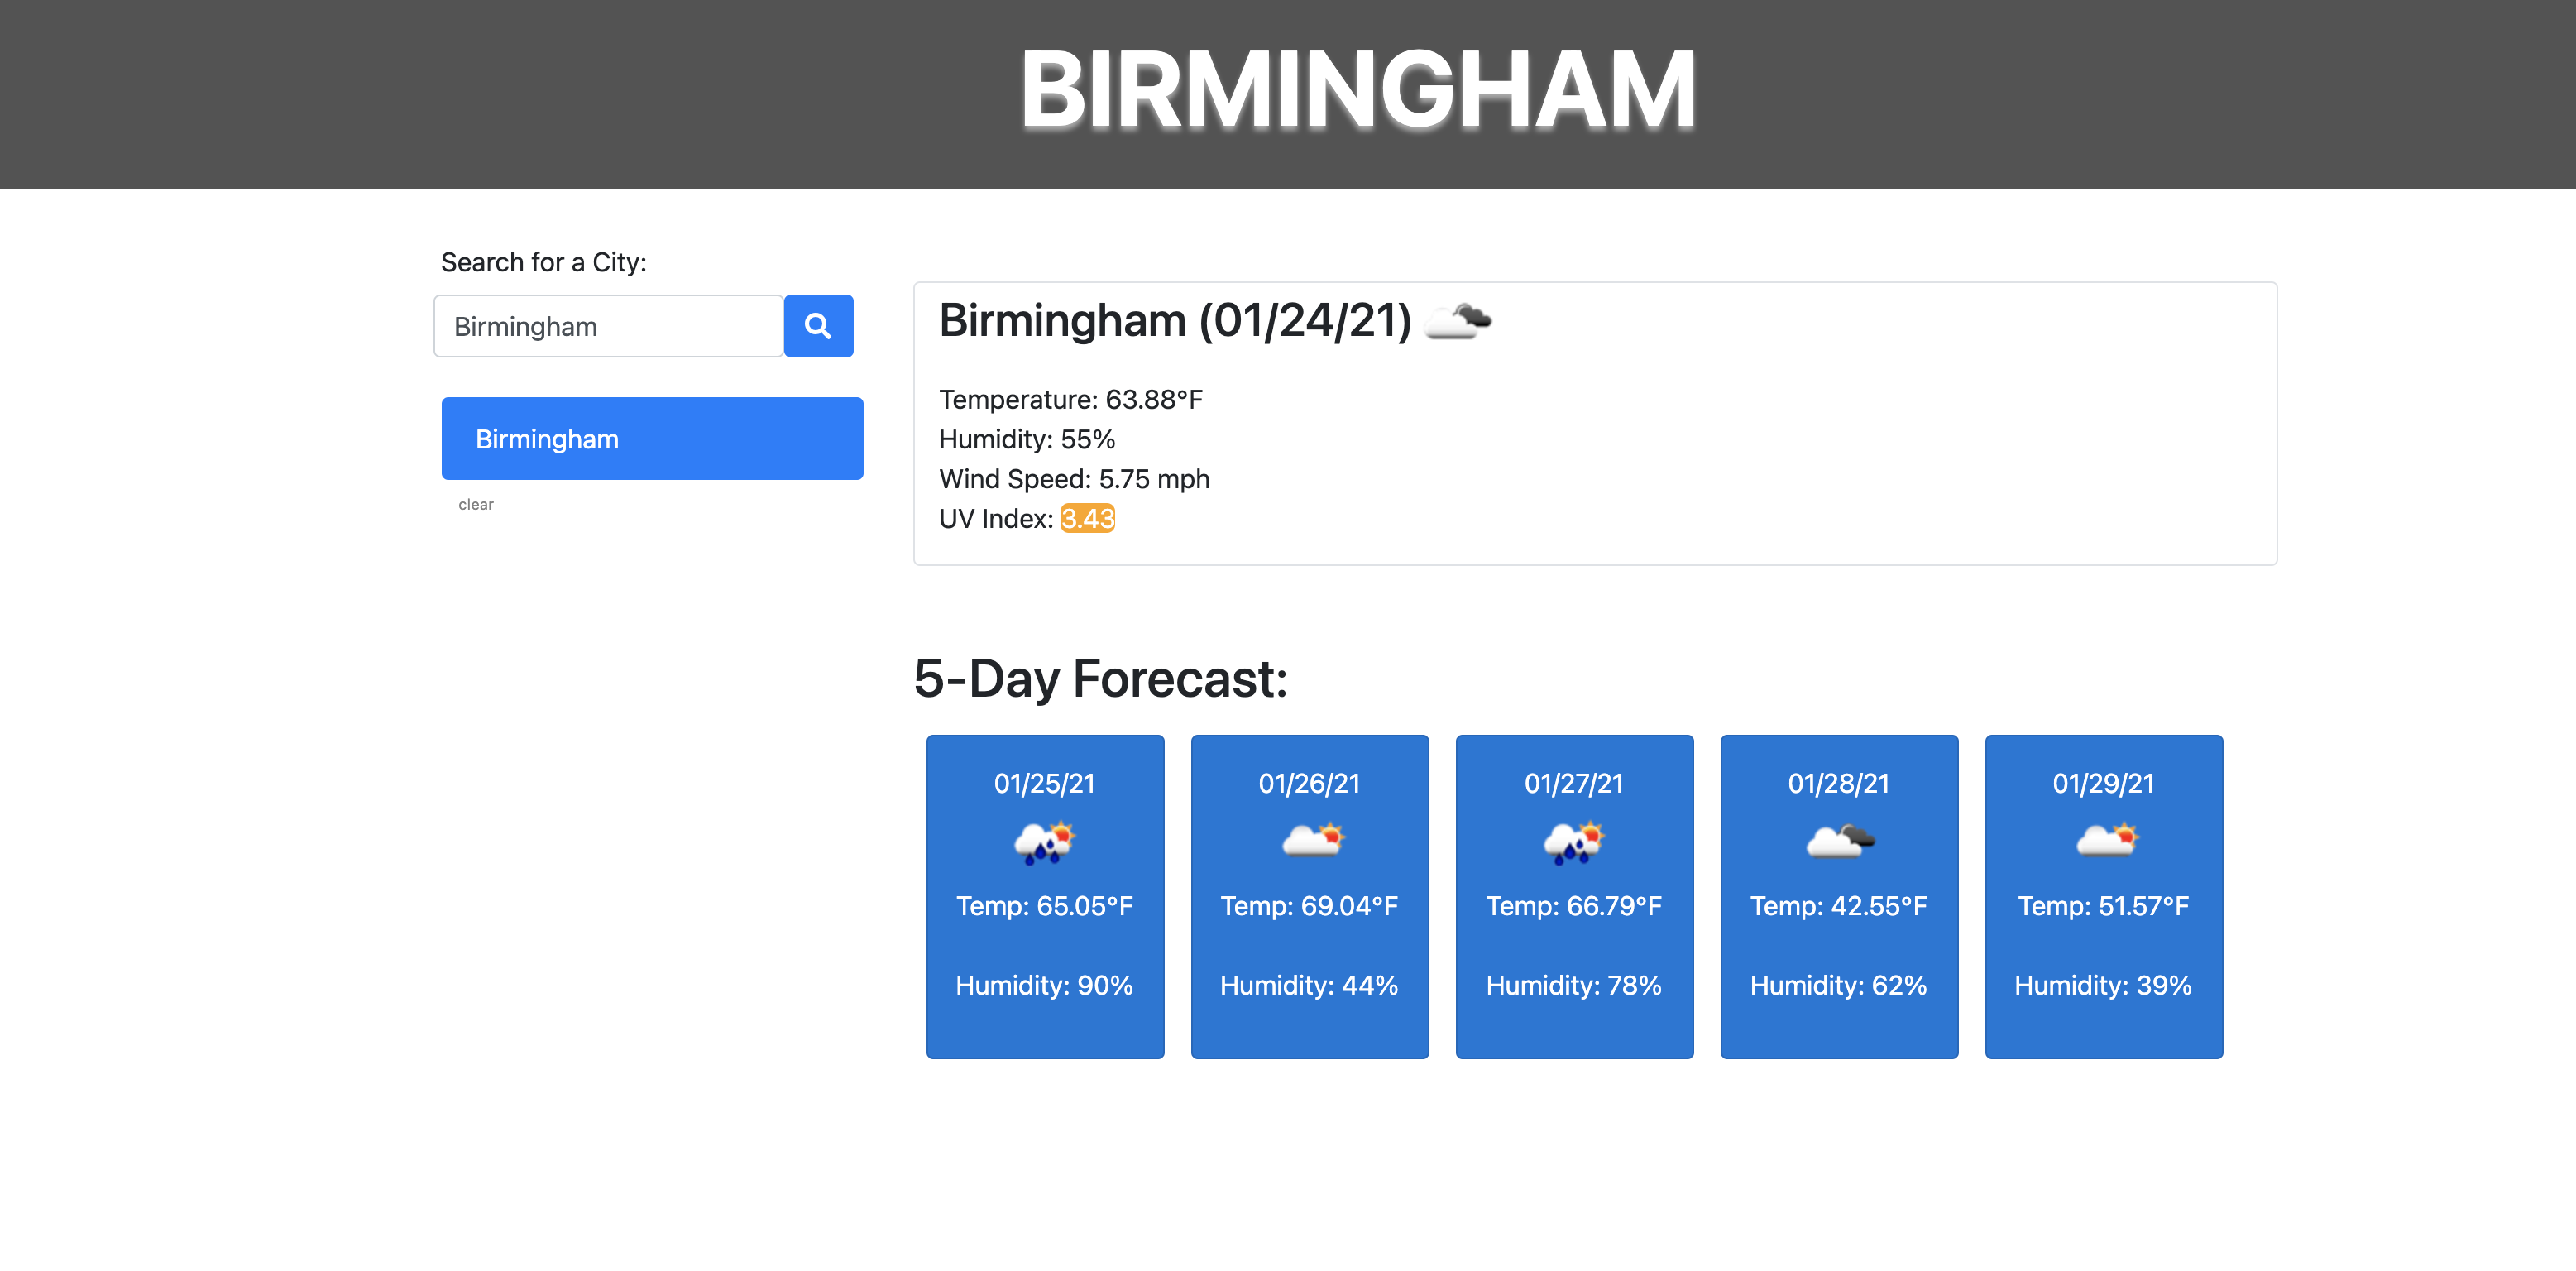 BIRMINGHAM
Search for a City:
Birmingham
Birmingham
clear
Birmingham (01/24/21)
Temperature: 63.88°F
Humidity: 55%
Wind Speed: 5.75 mph
UV Index: 3.43
5-Day Forecast:
01/25/21
Temp: 65.05°F
Humidity: 90%
01/26/21
Temp: 69.04°F
Humidity: 44%
01/27/21
Temp: 66.79°F
Humidity: 78%
01/28/21
Temp: 42.55°F
Humidity: 62%
01/29/21
Temp: 51.57°F
Humidity: 39%